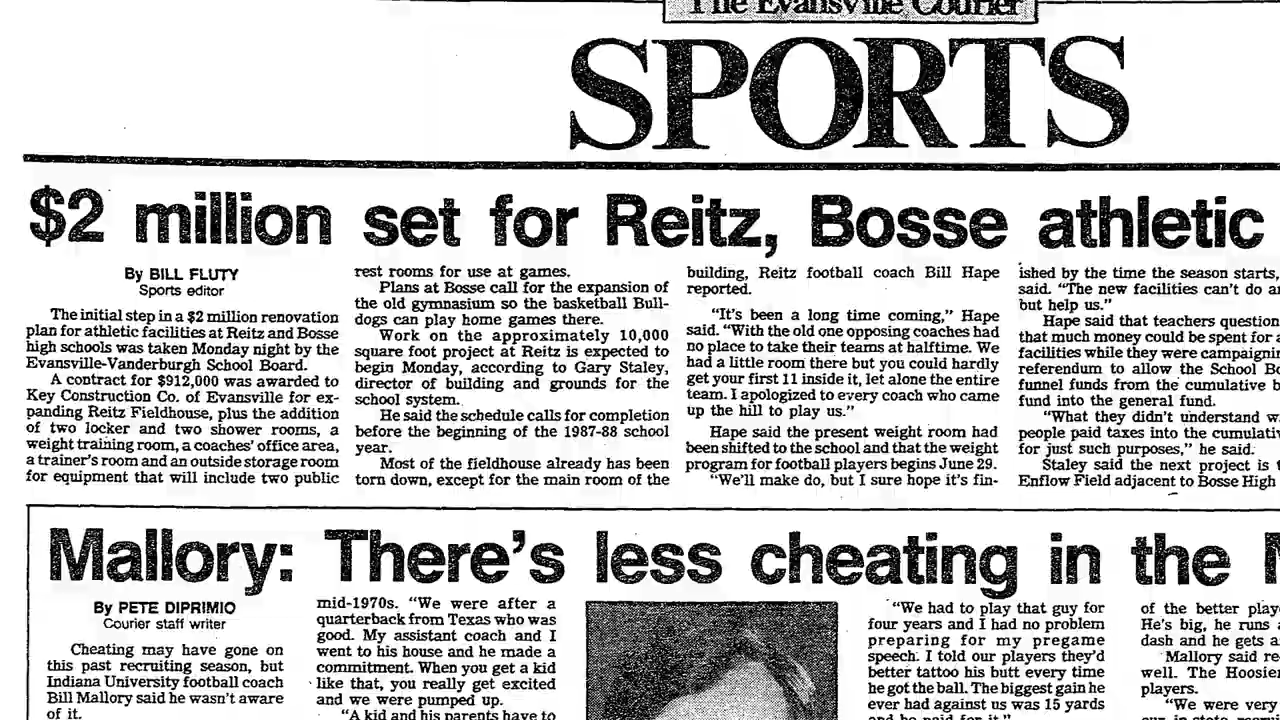 The Evansville Courier
SPORTS
$2 million set for Reitz, Bosse athletic
By BILL FLUTY
Sports editor
The initial step in a $2 million renovation
plan for athletic facilities at Reitz and Bosse
high schools was taken Monday night by the
Evansville-Vanderburgh School Board.
A contract for $912,000 was awarded to
Key Construction Co. of Evansville for ex-
panding Reitz Fieldhouse, plus the addition
of two locker and two shower rooms, a
weight training room, a coaches' office area,
a trainer's room and an outside storage room
for equipment that will include two public
rest rooms for use at games.
Plans at Bosse call for the expansion of
the old gymnasium so the basketball Bull-
dogs can play home games there.
Work on the approximately 10,000
square foot project at Reitz is expected to
begin Monday, according to Gary Staley,
director of building and grounds for the
school system.
He said the schedule calls for completion
before the beginning of the 1987-88 school
year.
Most of the fieldhouse already has been
torn down, except for the main room of the
building, Reitz football coach Bill Hape
reported.
"It's been a long time coming," Hape
said. "With the old one opposing coaches had
no place to take their teams at halftime. We
had a little room there but you could hardly
get your first 11 inside it, let alone the entire
team. I apologized to every coach who came
up the hill to play us."
Hape said the present weight room had
been shifted to the school and that the weight
program for football players begins June 29.
"We'll make do, but I sure hope it's fin-
ished by the time the season starts,
said. "The new facilities can't do
but help us."
Hape said that teachers question
that much money could be spent for
facilities while they were campaignin
referendum to allow the School Bo
funnel funds from the cumulative b
fund into the general fund.
"What they didn't understand w
people paid taxes into the cumulati
for just such purposes," he said.
Staley said the next project is
Enflow Field adjacent to Bosse High
Mallory: There's less cheating in the
By PETE DIPRIMIO
Courier staff writer
Cheating may have gone on
this past recruiting season, but
Indiana University football coach
Bill Mallory said he wasn't aware
of it.
mid-1970s. "We were after a
quarterback from Texas who was
good. My assistant coach and I
went to his house and he made a
commitment. When you get a kid
like that, you really get excited
and we were pumped up.
"A kid and his parents have to
"We had to play that guy for
four years and I had no problem
preparing for my pregame
speech. I told our players they'd
better tattoo his butt every time
he got the ball. The biggest gain he
ever had against us was 15 yards
and he paid for it."
of the better play
He's big, he runs
dash and he gets a
Mallory said re
well. The Hoosier
players.
"We were very